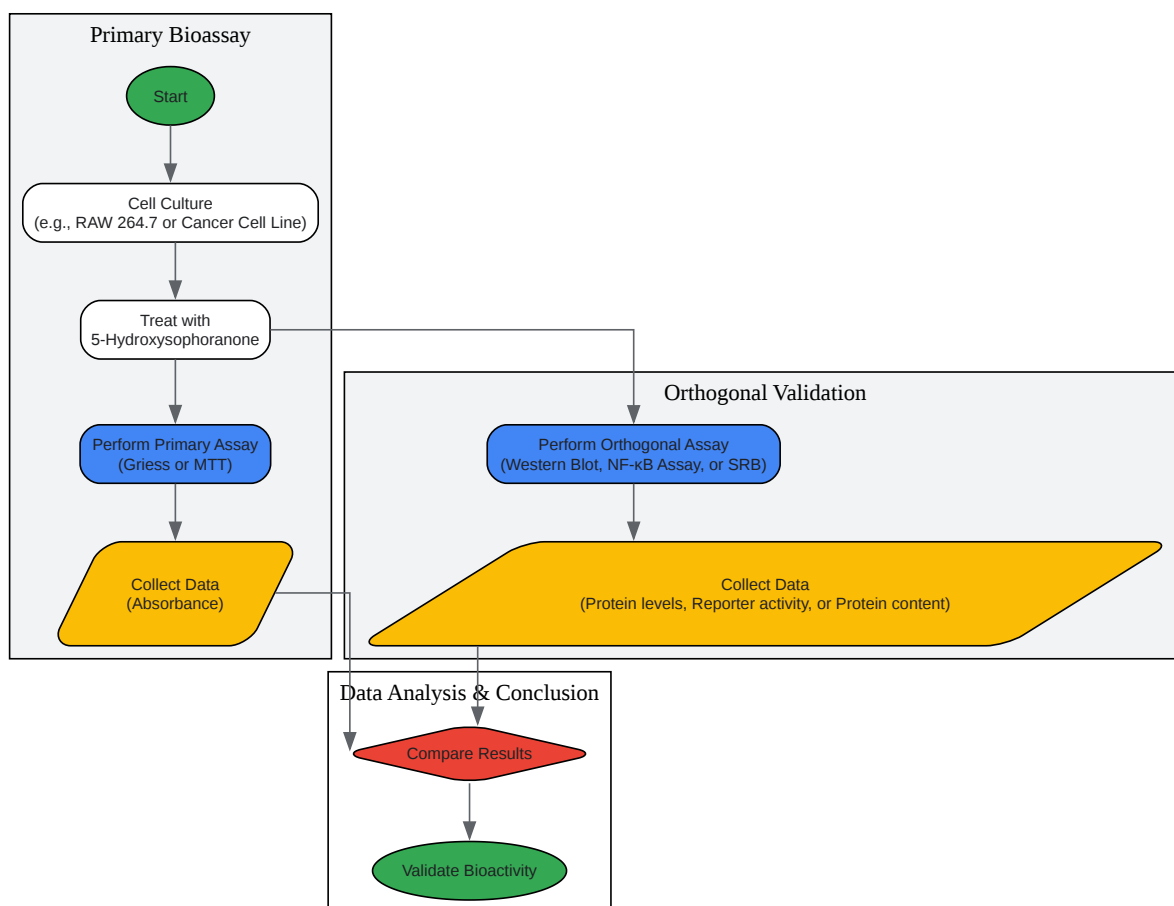 Primary Bioassay
Start
Cell Culture
(e.g., RAW 264.7 or Cancer Cell Line)
Treat with
5-Hydroxysophoranone
Perform Primary Assay
(Griess or MTT)
Collect Data
(Absorbance)
Orthogonal Validation
Perform Orthogonal Assay
(Western Blot, NF-κB Assay, or SRB)
Collect Data
(Protein levels, Reporter activity, or Protein content)
Data Analysis & Conclusion
Compare Results
Validate Bioactivity